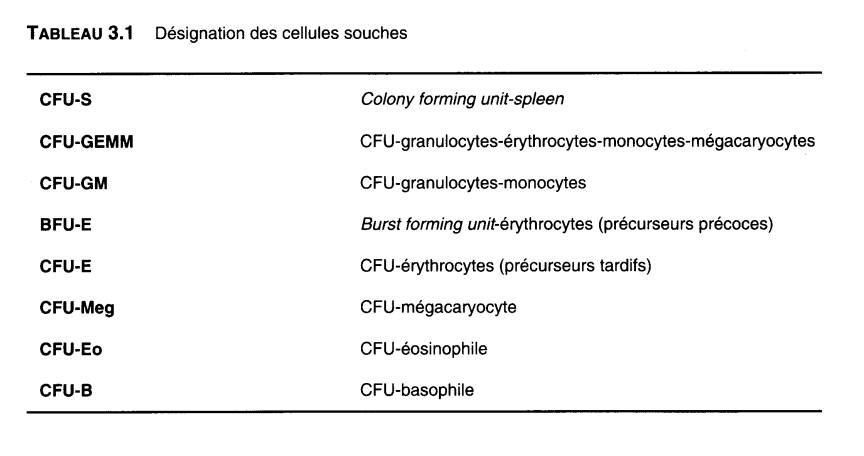 TABLEAU 3.1 Désignation des cellules souches
CFU-S Colony forming unit-spleen
CFU-GEMM CFU-granulocytes-érythrocytes-monocytes-mégacaryocytes
CFU-GM CFU-granulocytes-monocytes
BFU-E Burst forming unit-érythrocytes (précurseurs précoces)
CFU-E CFU-érythrocytes (précurseurs tardifs)
CFU-Meg CFU-mégacaryocyte
CFU-Eo CFU-éosinophile
CFU-B CFU-basophile